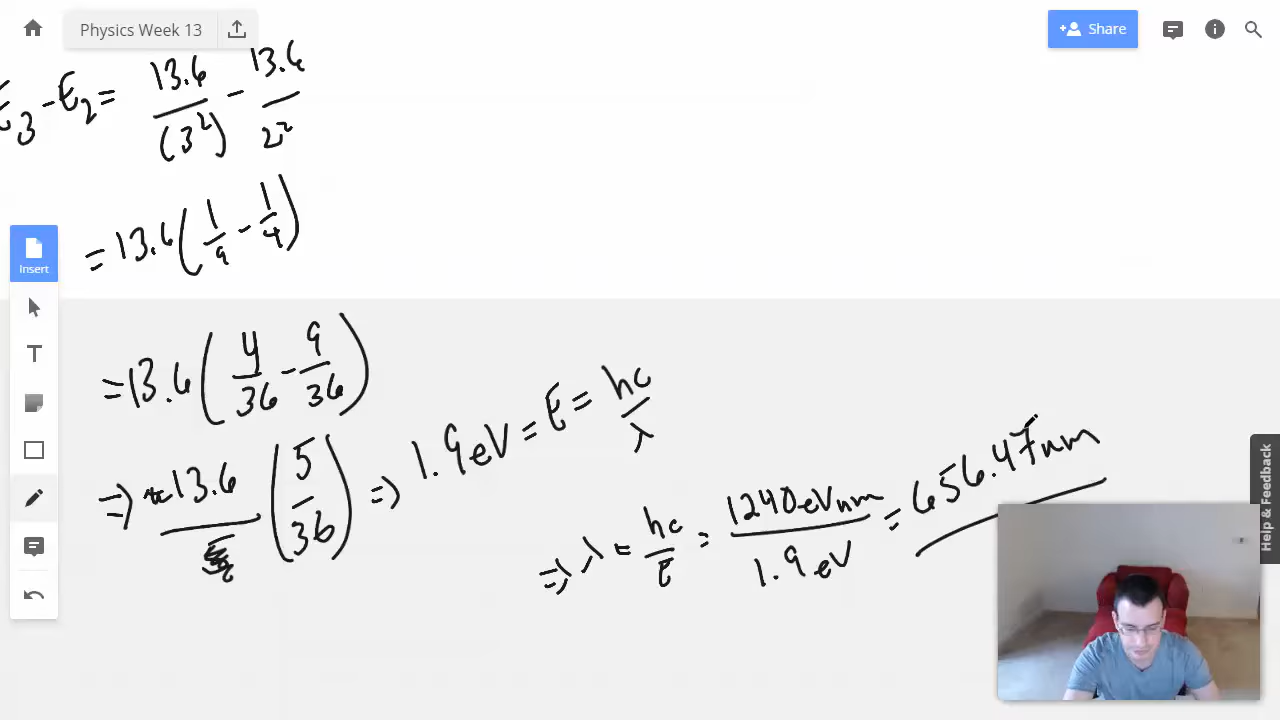 Physics Week 13
Share
E₃ - E₂ = 13.6/(3²) - 13.6/2²
= 13.6(1/9 - 1/4)
Insert
T
= 13.6(4/36 - 9/36)
⇒ 13.6 (5/36) ⇒ 1.9eV = E = hc/λ
⇒ λ = hc/E = 1240eVnm/1.9eV = 656.47nm
Help & Feedback